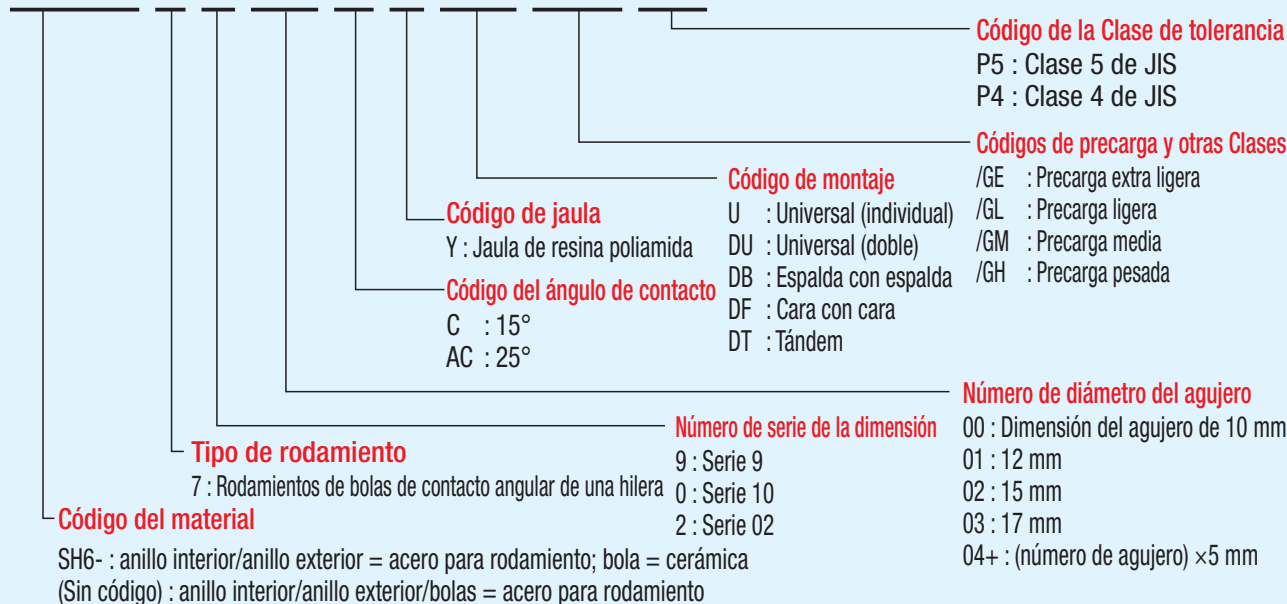 Código de la Clase de tolerancia
P5 : Clase 5 de JIS
P4 : Clase 4 de JIS
Códigos de precarga y otras Clases
/GE : Precarga extra ligera
/GL : Precarga ligera
/GM : Precarga media
/GH : Precarga pesada
Código de montaje
U : Universal (individual)
DU : Universal (doble)
DB : Espalda con espalda
DF : Cara con cara
DT : Tándem
Código de jaula
Y : Jaula de resina poliamida
Código del ángulo de contacto
C : 15°
AC : 25°
Número de diámetro del agujero
00 : Dimensión del agujero de 10 mm
01 : 12 mm
02 : 15 mm
03 : 17 mm
04+ : (número de agujero) ×5 mm
Número de serie de la dimensión
9 : Serie 9
0 : Serie 10
2 : Serie 02
Tipo de rodamiento
7 : Rodamientos de bolas de contacto angular de una hilera
Código del material
SH6- : anillo interior/anillo exterior = acero para rodamiento; bola = cerámica
(Sin código) : anillo interior/anillo exterior/bolas = acero para rodamiento